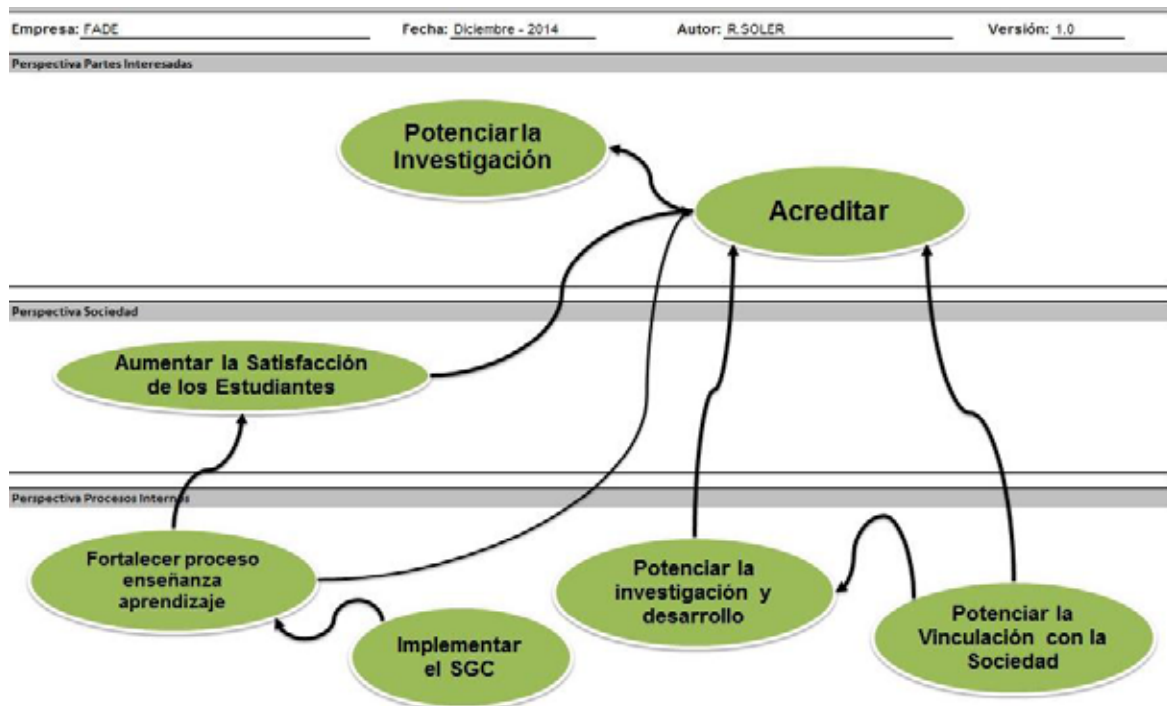 Empresa: FADE Fecha: Diciembre - 2014 Autor: R.SOLER Versión: 1.0
Perspectiva Partes Interesadas
Potenciar la
Investigación
Acreditar
Perspectiva Sociedad
Aumentar la Satisfacción
de los Estudiantes
Perspectiva Procesos Internos
Fortalecer proceso
enseñanza
aprendizaje
Implementar
el SGC
Potenciar la
investigación y
desarrollo
Potenciar la
Vinculación con la
Sociedad